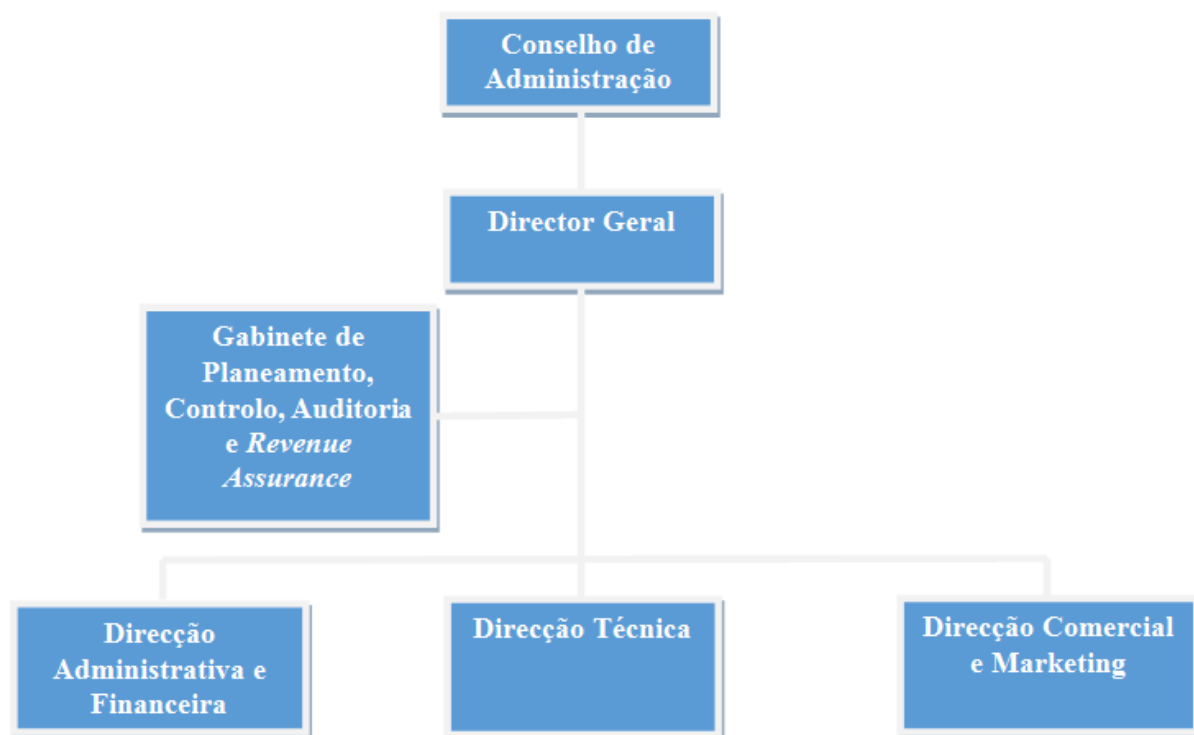 Conselho de
Administração
Director Geral
Gabinete de
Planeamento,
Controlo, Auditoria
e Revenue
Assurance
Direcção
Administrativa e
Financeira
Direcção Técnica
Direcção Comercial
e Marketing